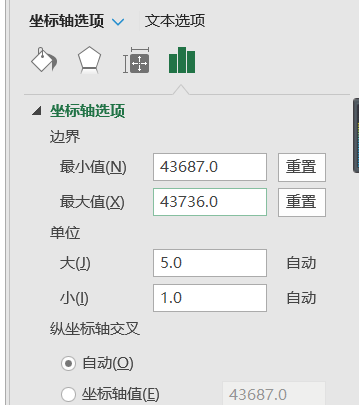 坐标轴选项 文本选项
坐标轴选项
边界
最小值(N) 43687.0 重置
最大值(X) 43736.0 重置
单位
大(J) 5.0 自动
小(I) 1.0 自动
纵坐标轴交叉
自动(O)
坐标轴值(E) 43687.0